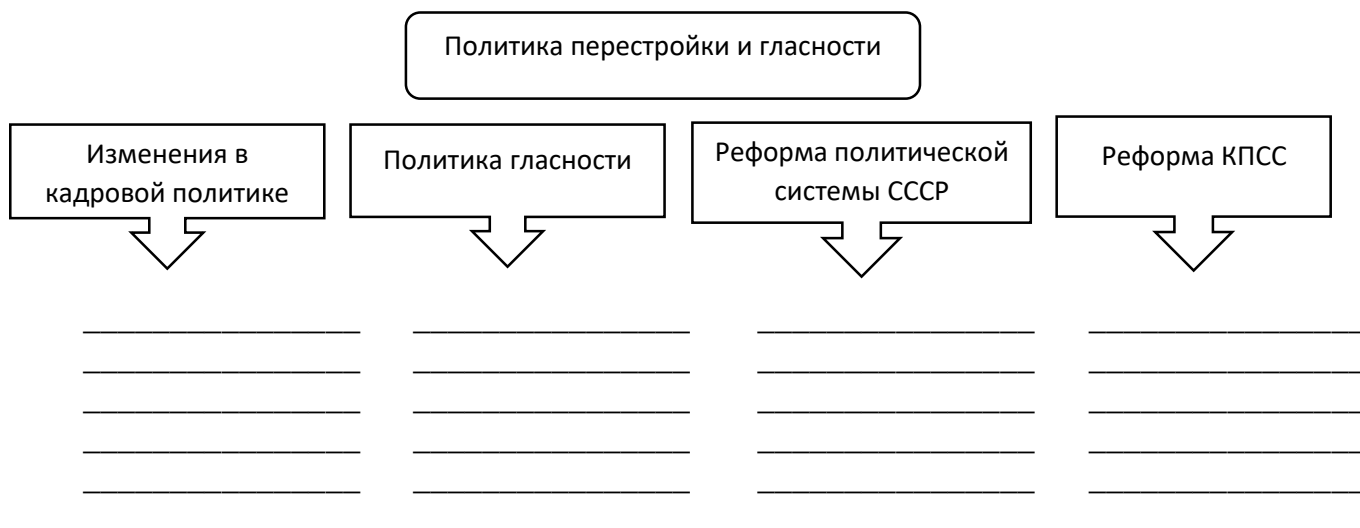 Политика перестройки и гласности
Изменения в
кадровой политике
Политика гласности
Реформа политической
системы СССР
Реформа КПСС